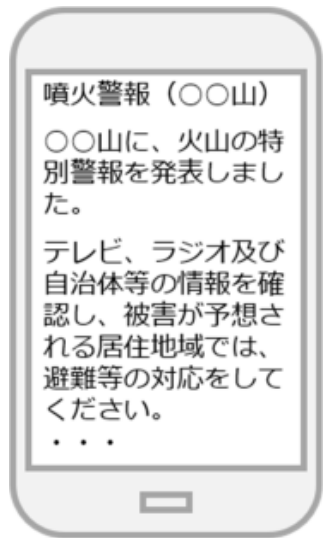 噴火警報（○○山）
○○山に、火山の特
別警報を発表しまし
た。
テレビ、ラジオ及び
自治体等の情報を確
認し、被害が予想さ
れる居住地域では、
避難等の対応をして
ください。
・・・